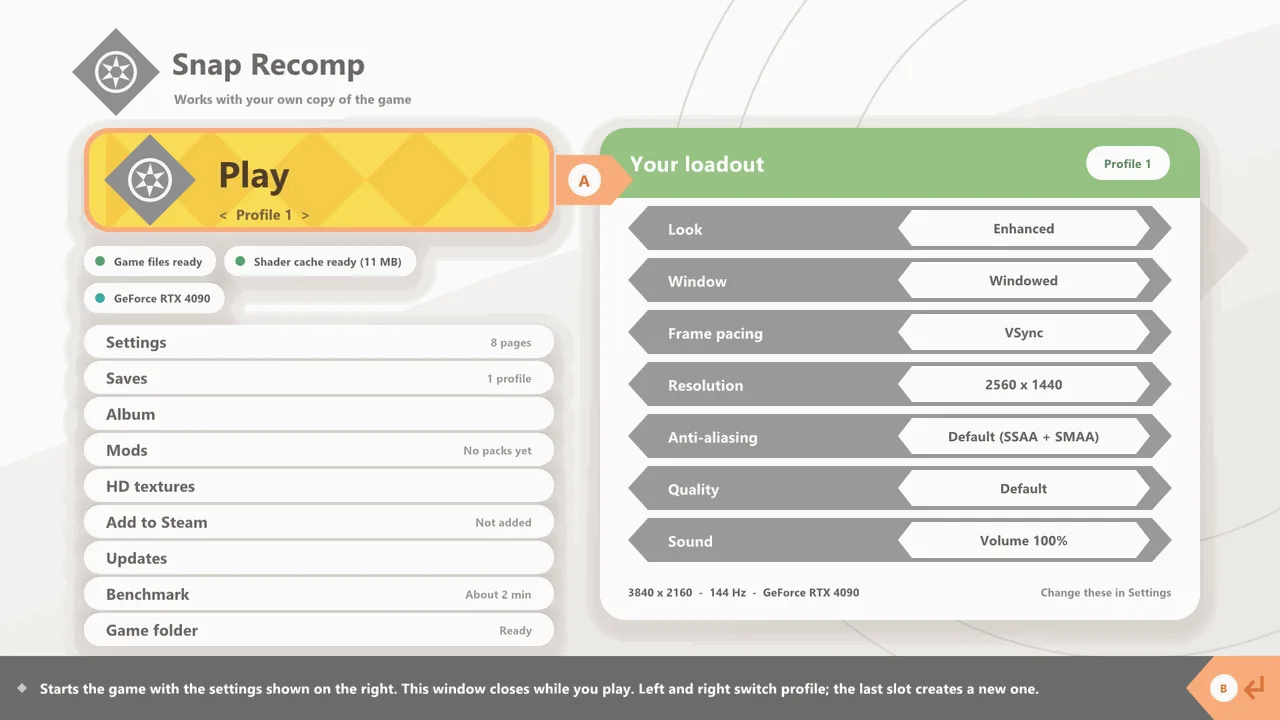 Snap Recomp
Works with your own copy of the game
Play
< Profile 1 >
A
Game files ready
Shader cache ready (11 MB)
GeForce RTX 4090
Settings 8 pages
Saves 1 profile
Album
Mods No packs yet
HD textures
Add to Steam Not added
Updates
Benchmark About 2 min
Game folder Ready
Your loadout Profile 1
Look Enhanced
Window Windowed
Frame pacing VSync
Resolution 2560 x 1440
Anti-aliasing Default (SSAA + SMAA)
Quality Default
Sound Volume 100%
3840 x 2160 - 144 Hz - GeForce RTX 4090 Change these in Settings
Starts the game with the settings shown on the right. This window closes while you play. Left and right switch profile; the last slot creates a new one.
B